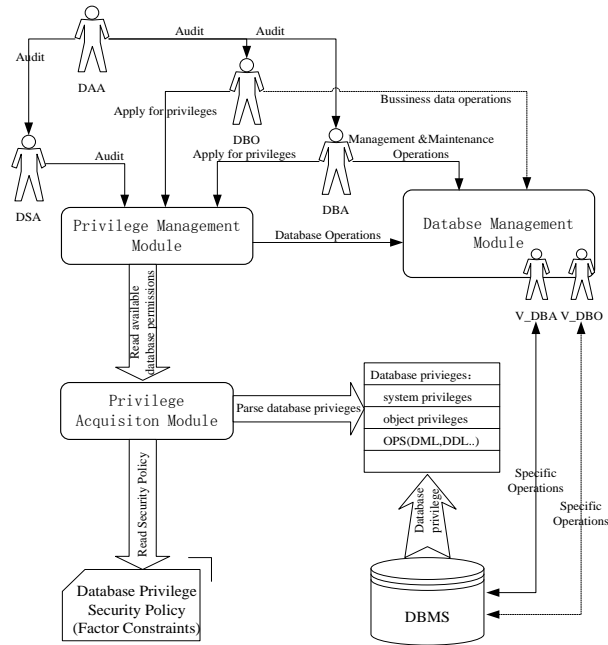 Audit
Audit
Audit
DAA
DBO
Apply for privileges
Bussiness data operations
DSA
Audit
Apply for privileges
DBA
Management &Maintenance
Operations
Privilege Management
Module
Database Operations
Databse Management
Module
V_DBA
V_DBO
Read available
database permissions
Privilege
Acquisiton Module
Parse database privieges
Database privieges:
system privileges
object privileges
OPS(DML,DDL..)
Read Security Policy
Database
privilege
Specific
Operations
Specific
Operations
Database Privilege
Security Policy
(Factor Constraints)
DBMS